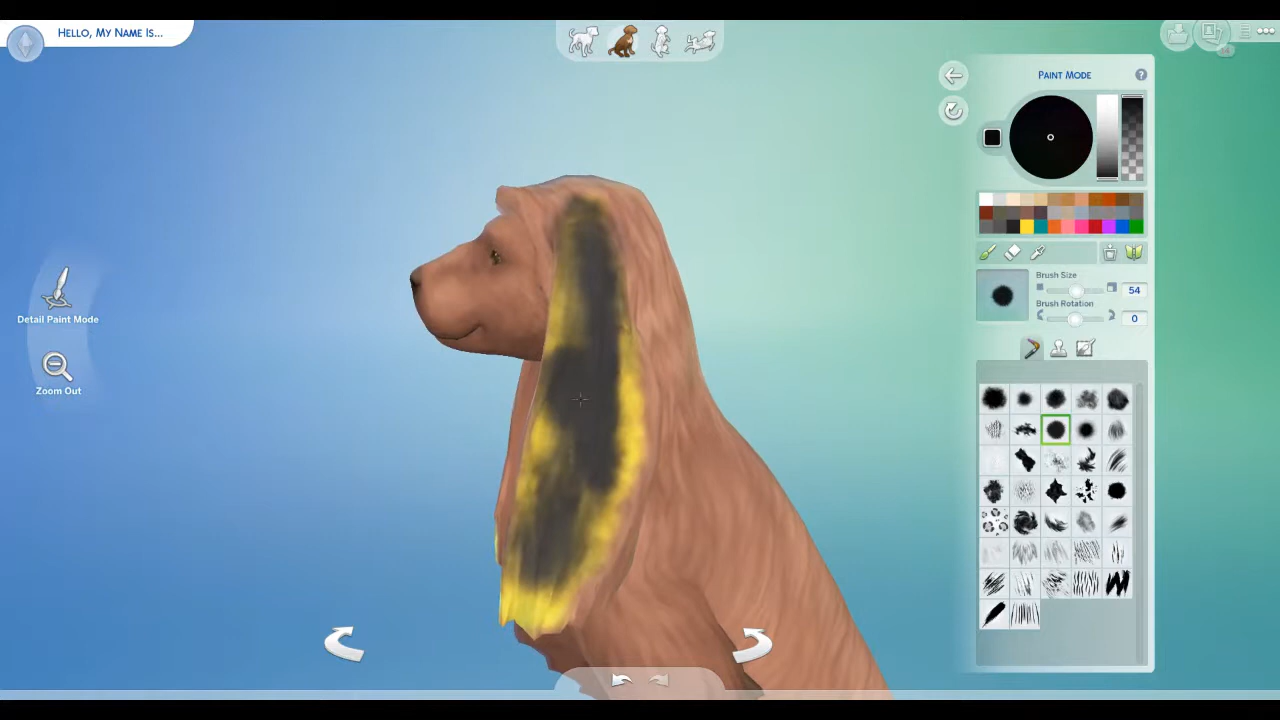 Hello, My Name Is...
Paint Mode
?
Detail Paint Mode
Zoom Out
Brush Size
54
Brush Rotation
0